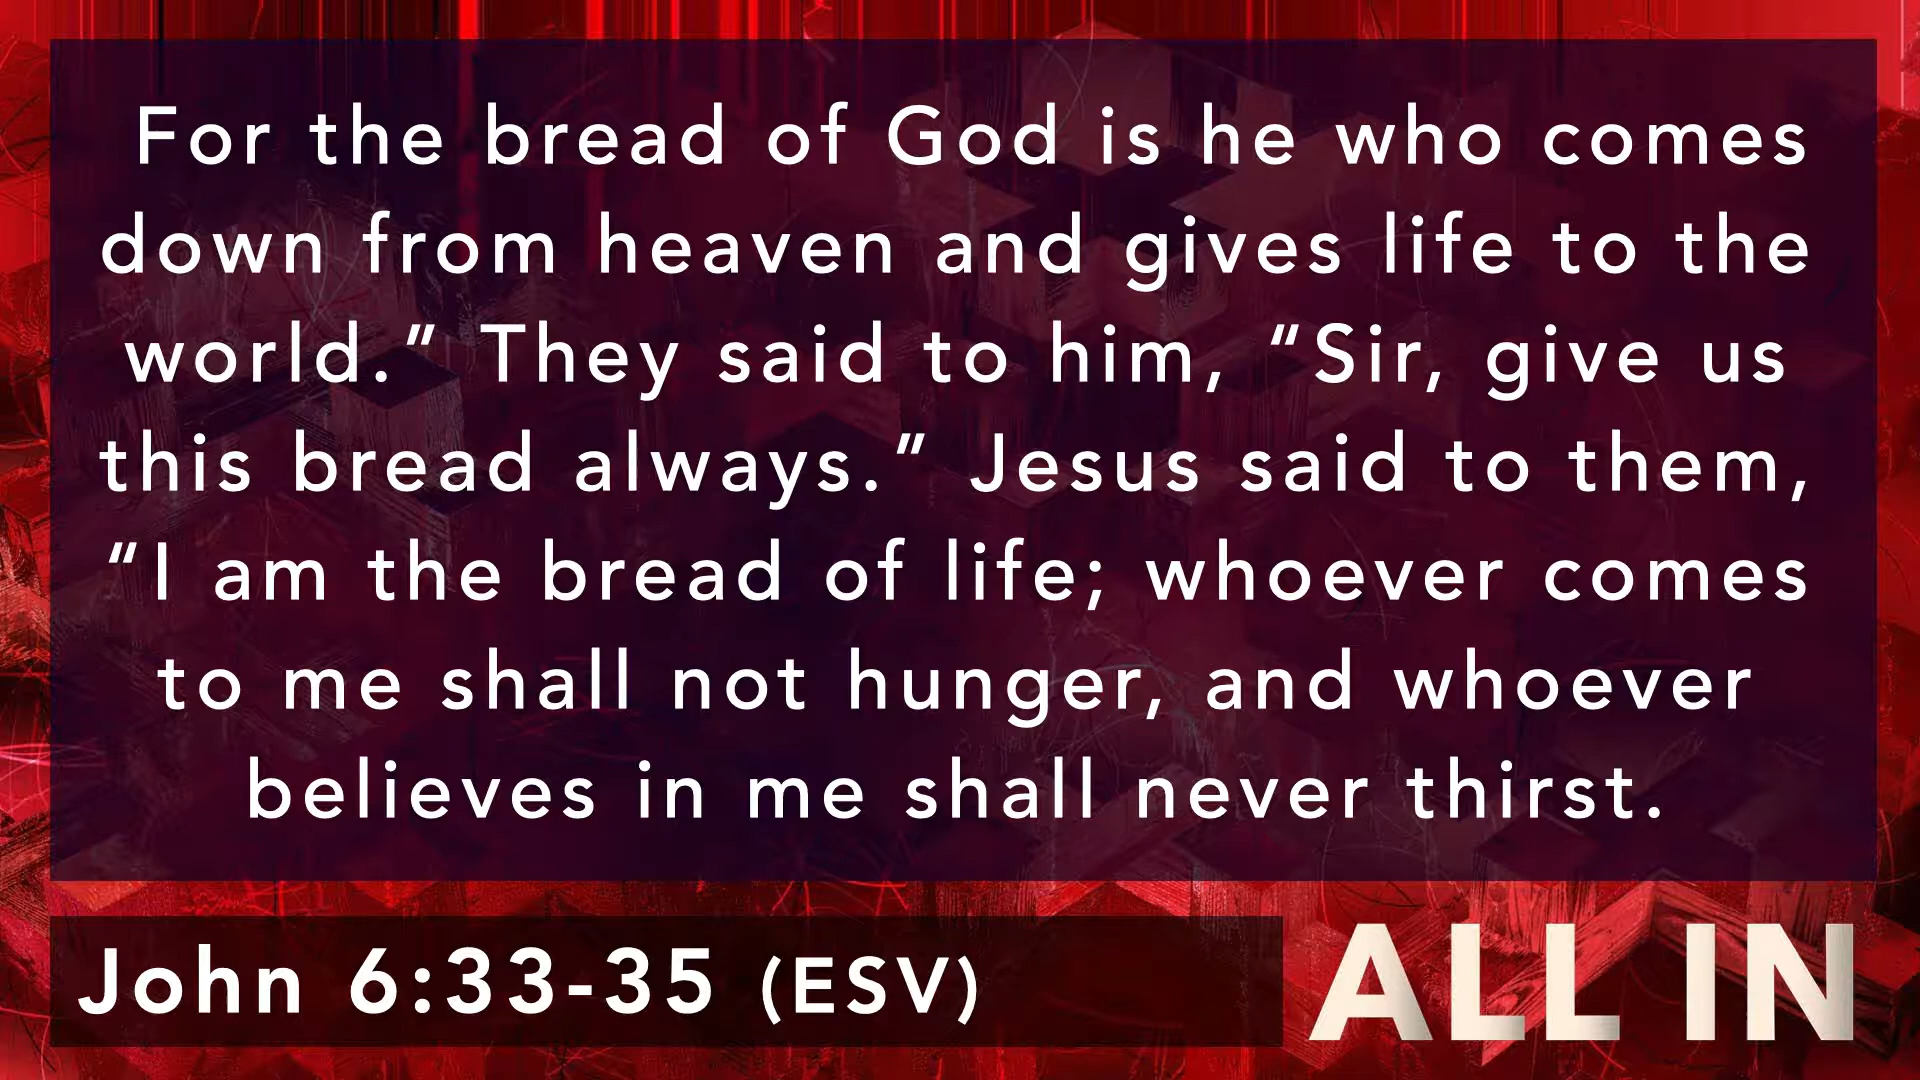 For the bread of God is he who comes
down from heaven and gives life to the
world.” They said to him, “Sir, give us
this bread always.” Jesus said to them,
“I am the bread of life; whoever comes
to me shall not hunger, and whoever
believes in me shall never thirst.
John 6:33-35 (ESV)
ALL IN